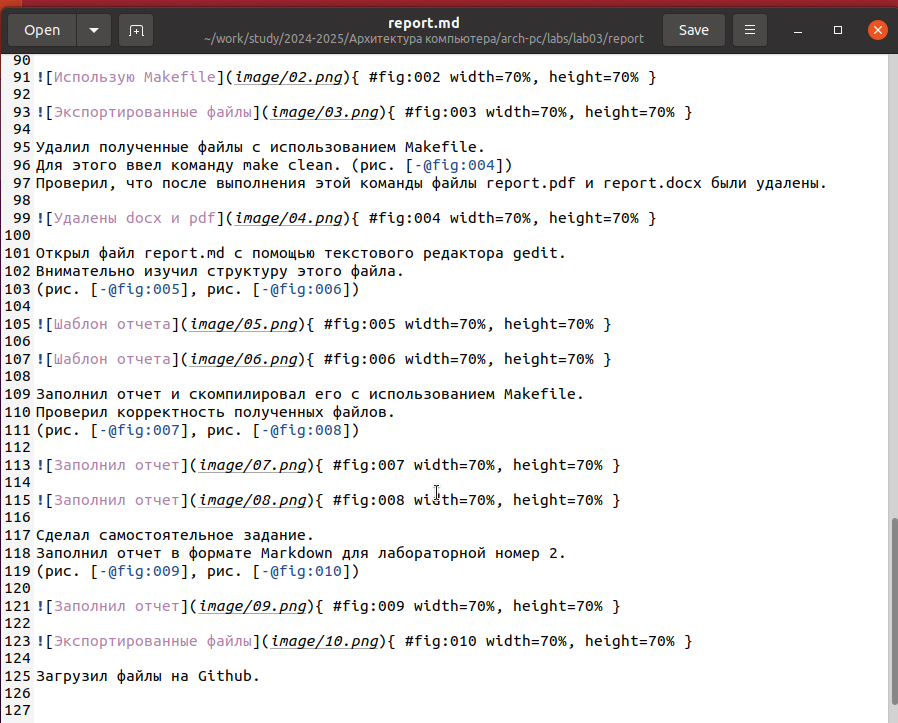 Open
report.md
~/work/study/2024-2025/Архитектура компьютера/arch-pc/labs/lab03/report
Save
90
91 ![Использую Makefile](image/02.png){ #fig:002 width=70%, height=70% }
92
93 ![Экспортированные файлы](image/03.png){ #fig:003 width=70%, height=70% }
94
95 Удалил полученные файлы с использованием Makefile.
96 Для этого ввел команду make clean. (рис. [-@fig:004])
97 Проверил, что после выполнения этой команды файлы report.pdf и report.docx были удалены.
98
99 ![Удалены docx и pdf](image/04.png){ #fig:004 width=70%, height=70% }
100
101 Открыл файл report.md с помощью текстового редактора gedit.
102 Внимательно изучил структуру этого файла.
103 (рис. [-@fig:005], рис. [-@fig:006])
104
105 ![Шаблон отчета](image/05.png){ #fig:005 width=70%, height=70% }
106
107 ![Шаблон отчета](image/06.png){ #fig:006 width=70%, height=70% }
108
109 Заполнил отчет и скомпилировал его с использованием Makefile.
110 Проверил корректность полученных файлов.
111 (рис. [-@fig:007], рис. [-@fig:008])
112
113 ![Заполнил отчет](image/07.png){ #fig:007 width=70%, height=70% }
114
115 ![Заполнил отчет](image/08.png){ #fig:008 width=70%, height=70% }
116
117 Сделал самостоятельное задание.
118 Заполнил отчет в формате Markdown для лабораторной номер 2.
119 (рис. [-@fig:009], рис. [-@fig:010])
120
121 ![Заполнил отчет](image/09.png){ #fig:009 width=70%, height=70% }
122
123 ![Экспортированные файлы](image/10.png){ #fig:010 width=70%, height=70% }
124
125 Загрузил файлы на Github.
126
127